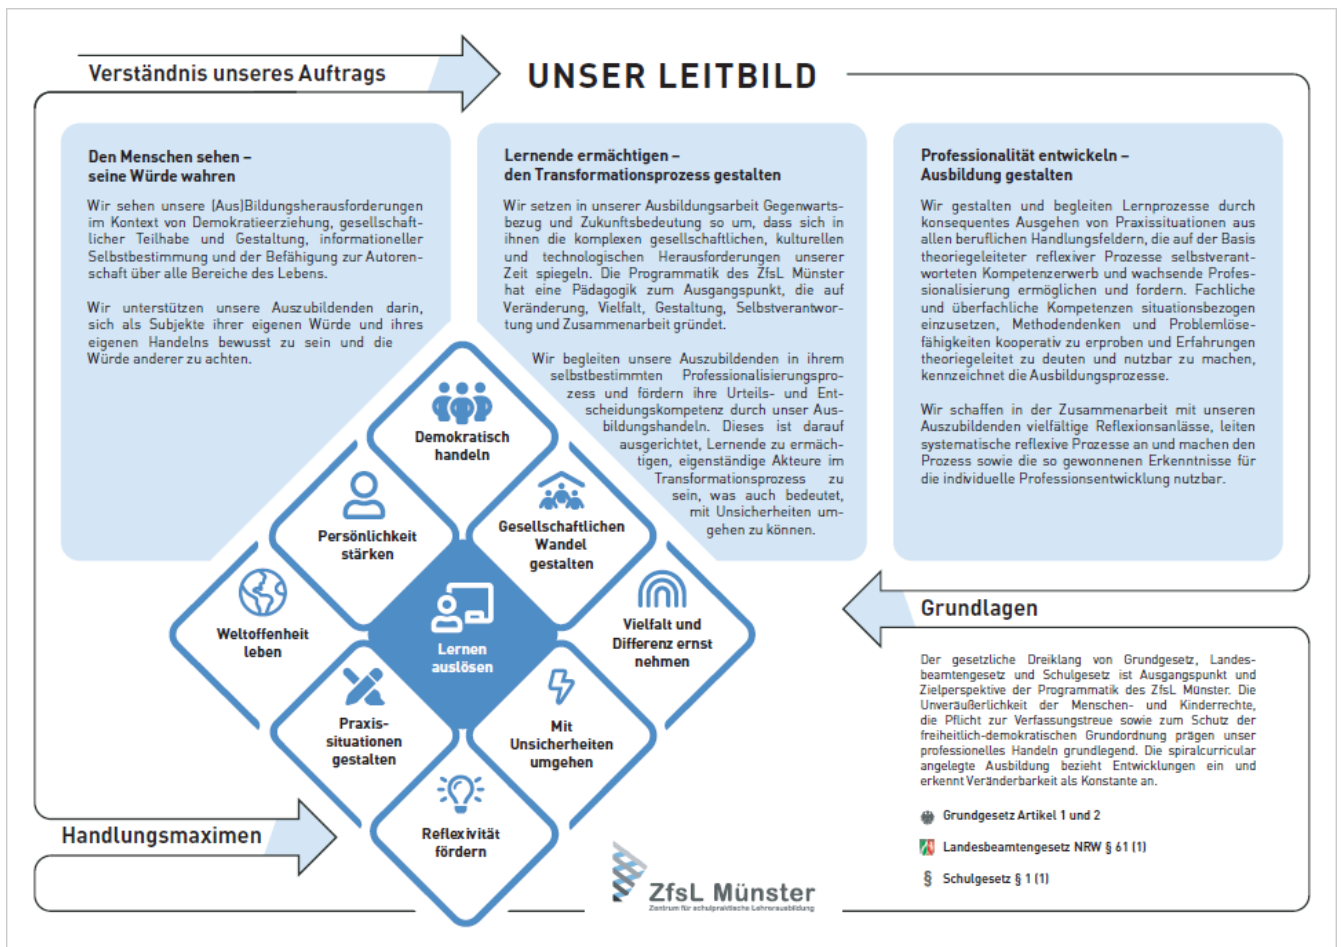 Verständnis unseres Auftrags
UNSER LEITBILD
Den Menschen sehen –
seine Würde wahren
Wir sehen unsere (Aus)Bildungsherausforderungen
im Kontext von Demokratieerziehung, gesellschaft-
licher Teilhabe und Gestaltung, informationeller
Selbstbestimmung und der Befähigung zur Autoren-
schaft über alle Bereiche des Lebens.
Wir unterstützen unsere Auszubildenden darin,
sich als Subjekte ihrer eigenen Würde und ihres
eigenen Handelns bewusst zu sein und die
Würde anderer zu achten.
Lernende ermächtigen –
den Transformationsprozess gestalten
Wir setzen in unserer Ausbildungsarbeit Gegenwarts-
bezug und Zukunftsbedeutung so um, dass sich in
ihnen die komplexen gesellschaftlichen, kulturellen
und technologischen Herausforderungen unserer
Zeit spiegeln. Die Programmatik des ZfsL Münster
hat eine Pädagogik zum Ausgangspunkt, die auf
Veränderung, Vielfalt, Gestaltung, Selbstverantwor-
tung und Zusammenarbeit gründet.
Wir begleiten unsere Auszubildenden in ihrem
selbstbestimmten Professionalisierungspro-
zess und fördern ihre Urteils- und Ent-
scheidungskompetenz durch unser Aus-
bildungshandeln. Dieses ist darauf
ausgerichtet, Lernende zu ermäch-
tigen, eigenständige Akteure im
Transformationsprozess zu
sein, was auch bedeutet,
mit Unsicherheiten um-
gehen zu können.
Professionalität entwickeln –
Ausbildung gestalten
Wir gestalten und begleiten Lernprozesse durch
konsequentes Ausgehen von Praxissituationen aus
allen beruflichen Handlungsfeldern, die auf der Basis
theoriegeleiteter reflexiver Prozesse selbstverant-
worteten Kompetenzerwerb und wachsende Profes-
sionalisierung ermöglichen und fordern. Fachliche
und überfachliche Kompetenzen situationsbezogen
einzusetzen, Methodendenken und Problemlöse-
fähigkeiten kooperativ zu erproben und Erfahrungen
theoriegeleitet zu deuten und nutzbar zu machen,
kennzeichnet die Ausbildungsprozesse.
Wir schaffen in der Zusammenarbeit mit unseren
Auszubildenden vielfältige Reflexionsanlässe, leiten
systematische reflexive Prozesse an und machen den
Prozess sowie die so gewonnenen Erkenntnisse für
die individuelle Professionsentwicklung nutzbar.
Demokratisch
handeln
Persönlichkeit
stärken
Gesellschaftlichen
Wandel
gestalten
Weltoffenheit
leben
Lernen
auslösen
Vielfalt und
Differenz ernst
nehmen
Praxis-
situationen
gestalten
Mit
Unsicherheiten
umgehen
Reflexivität
fördern
Handlungsmaximen
Grundlagen
Der gesetzliche Dreiklang von Grundgesetz, Landes-
beamtengesetz und Schulgesetz ist Ausgangspunkt und
Zielperspektive der Programmatik des ZfsL Münster. Die
Unveräußerlichkeit der Menschen- und Kinderrechte,
die Pflicht zur Verfassungstreue sowie zum Schutz der
freiheitlich-demokratischen Grundordnung prägen unser
professionelles Handeln grundlegend. Die spiralcurricular
angelegte Ausbildung bezieht Entwicklungen ein und
erkennt Veränderbarkeit als Konstante an.
Grundgesetz Artikel 1 und 2
Landesbeamtengesetz NRW § 61 (1)
§ Schulgesetz § 1 (1)
ZfsL Münster
Zentrum für schulpraktische Lehrerausbildung